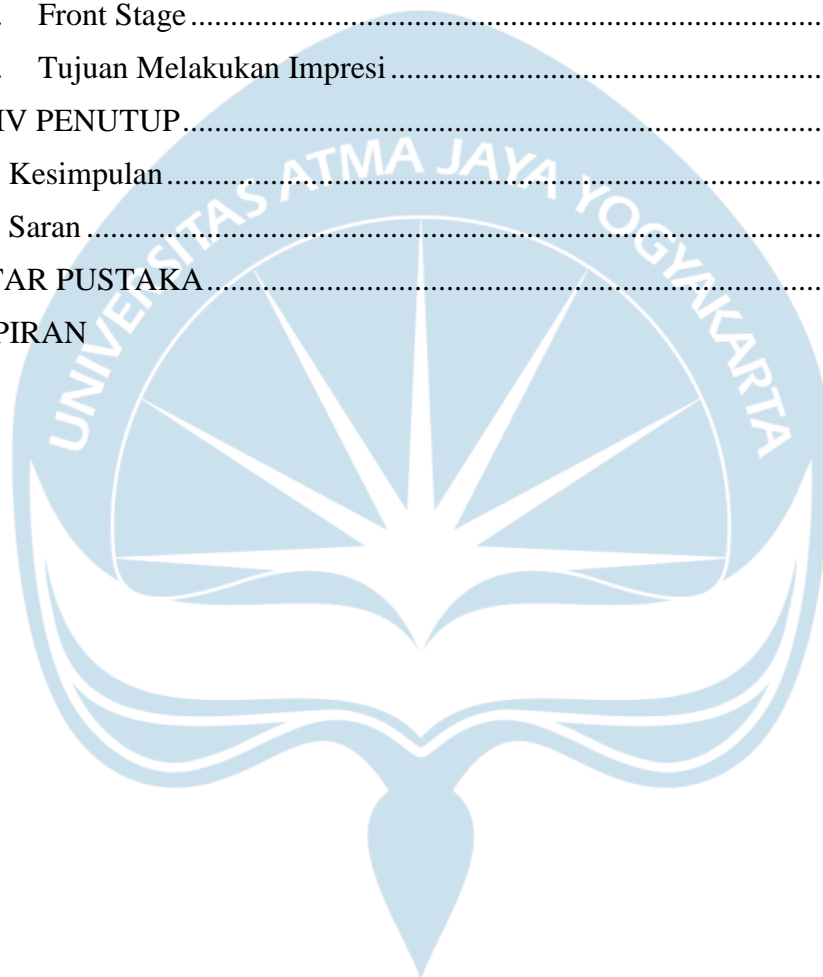 . Front Stage........................................................................................
. Tujuan Melakukan Impresi........................................................................................
IV PENUTUP........................................................................................
Kesimpulan........................................................................................
Saran........................................................................................
TAR PUSTAKA........................................................................................
PIRAN
UNIVERSITAS ATMA JAYA YOGYAKARTA